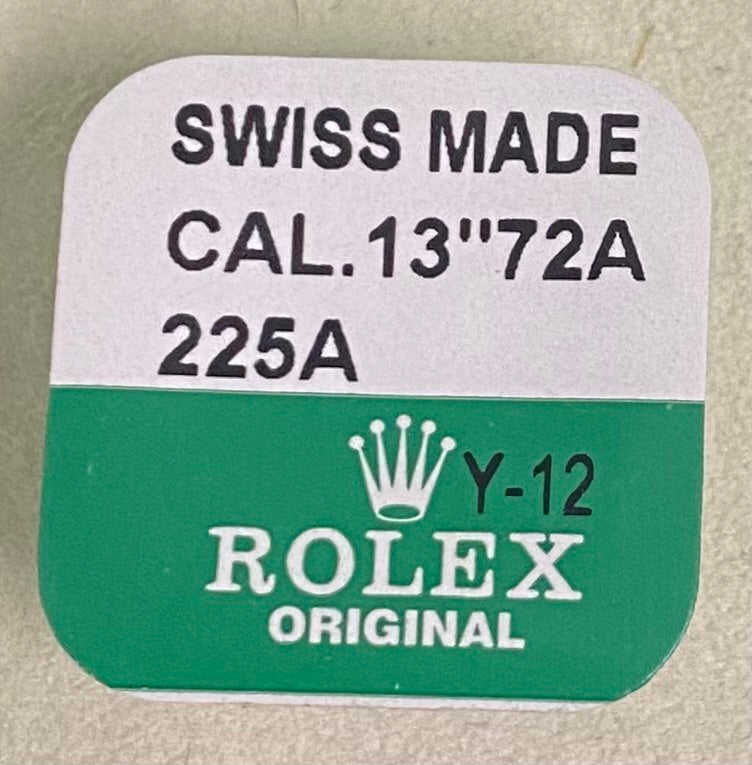 SWISS MADE
CAL.13"72A
225A
Y-12
ROLEX
ORIGINAL